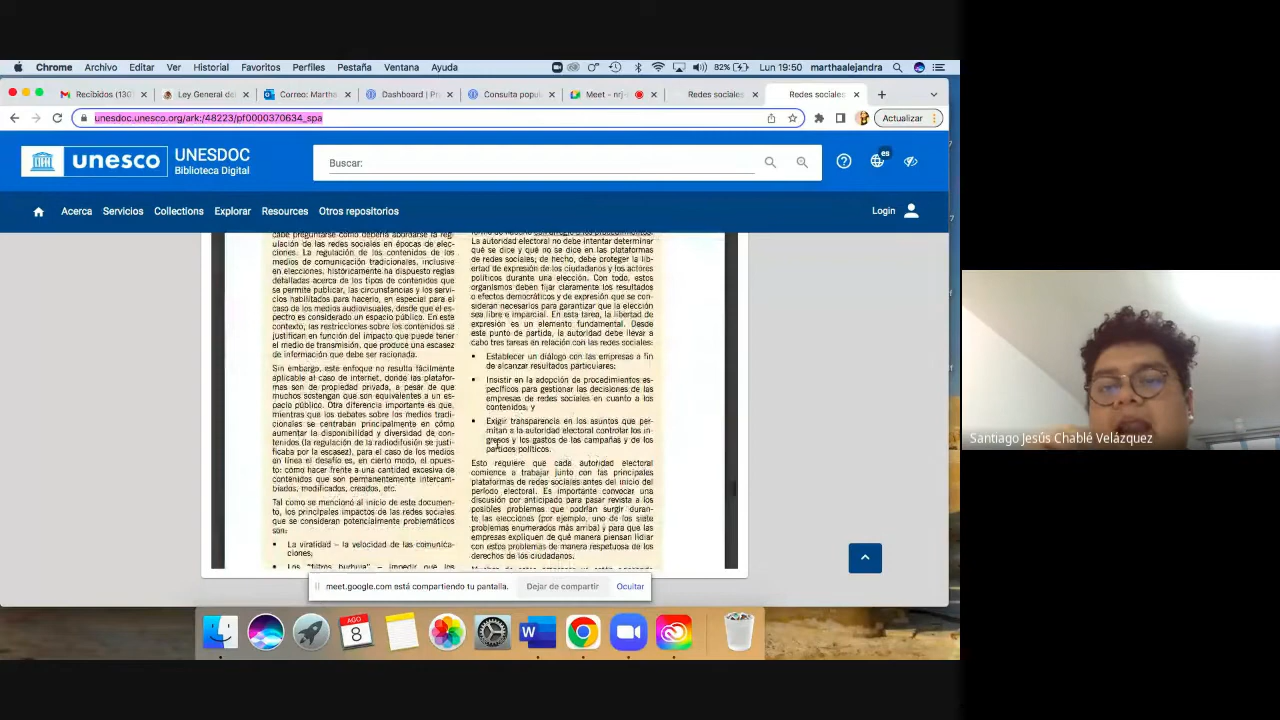 Chrome Archivo Editar Ver Historial Favoritos Perfiles Pestaña Ventana Ayuda 82% Lun 19:50 marthaalejandra
Recibidos (130 Ley General de Correo: Martha Dashboard | Pr Consulta popul Meet – nrj- Redes sociales Redes sociales
unesdoc.unesco.org/ark:/48223/pf0000370634_spa Actualizar
unesco UNESDOC
Biblioteca Digital
Buscar:
es
Acerca Servicios Collections Explorar Resources Otros repositorios Login
cabe preguntarse cómo debería abordarse la reg-
ulación de las redes sociales en épocas de elec-
ciones. La regulación de los contenidos de los
medios de comunicación tradicionales, inclusive
en elecciones, históricamente ha dispuesto reglas
detalladas acerca de los tipos de contenidos que
se permite publicar, las circunstancias y los servi-
cios habilitados para hacerlo, en especial para el
caso de los medios audiovisuales, desde que el es-
pectro es considerado un espacio público. En este
contexto, las restricciones sobre los contenidos se
justifican en función del impacto que puede tener
el medio de transmisión, que produce una escasez
de información que debe ser racionada.
Sin embargo, este enfoque no resulta fácilmente
aplicable al caso de internet, donde las platafor-
mas son de propiedad privada, a pesar de que
muchos sostengan que son equivalentes a un es-
pacio público. Otra diferencia importante es que,
mientras que los debates sobre los medios tradi-
cionales se centraban principalmente en cómo
aumentar la disponibilidad y diversidad de con-
tenidos (la regulación de la radiodifusión se justi-
ficaba por la escasez), para el caso de los medios
en línea el desafío es, en cierto modo, el opues-
to: cómo hacer frente a una cantidad excesiva de
contenidos que son permanentemente intercam-
biados, modificados, creados, etc.
Tal como se mencionó al inicio de este documen-
to, los principales impactos de las redes sociales
que se consideran potencialmente problemáticos
son:
▪ La viralidad – la velocidad de las comunica-
ciones;
▪ Los "filtros burbuja" – impedir que los
La autoridad electoral no debe intentar determinar
qué se dice y qué no se dice en las plataformas
de redes sociales; de hecho, debe proteger la lib-
ertad de expresión de los ciudadanos y los actores
políticos durante una elección. Con todo, estos
organismos deben fijar claramente los resultados
o efectos democráticos y de expresión que se con-
sideran necesarios para garantizar que la elección
sea libre e imparcial. En esta tarea, la libertad de
expresión es un elemento fundamental. Desde
este punto de partida, la autoridad debe llevar a
cabo tres tareas en relación con las redes sociales:
▪ Establecer un diálogo con las empresas a fin
de alcanzar resultados particulares;
▪ Insistir en la adopción de procedimientos es-
pecíficos para gestionar las decisiones de las
empresas de redes sociales en cuanto a los
contenidos; y
▪ Exigir transparencia en los asuntos que per-
mitan a la autoridad electoral controlar los in-
gresos y los gastos de las campañas y de los
partidos políticos.
Esto requiere que cada autoridad electoral
comience a trabajar junto con las principales
plataformas de redes sociales antes del inicio del
período electoral. Es importante convocar una
discusión por anticipado para pasar revista a los
posibles problemas que podrían surgir duran-
te las elecciones (por ejemplo, uno de los siete
problemas enumerados más arriba) y para que las
empresas expliquen de qué manera piensan lidiar
con estos problemas de manera respetuosa de los
derechos de los ciudadanos.
meet.google.com está compartiendo tu pantalla. Dejar de compartir Ocultar
AGO
8
Santiago Jesús Chablé Velázquez